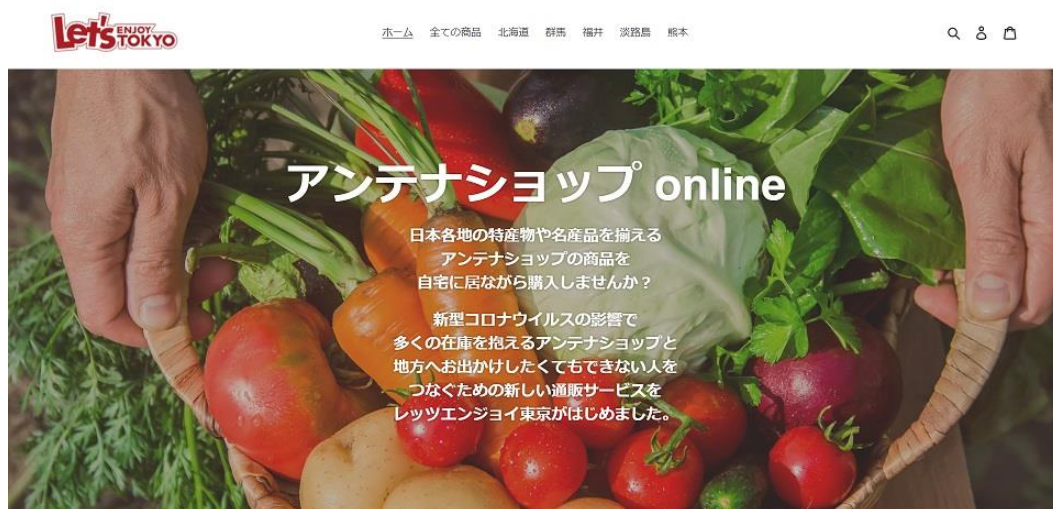 Let's ENJOY TOKYO
ホーム 全ての商品 北海道 群馬 福井 淡路島 熊本
アンテナショップ online
日本各地の特産物や名産品を揃える
アンテナショップの商品を
自宅に居ながら購入しませんか？
新型コロナウイルスの影響で
多くの在庫を抱えるアンテナショップと
地方へお出かけしたくてもできない人を
つなぐための新しい通販サービスを
レッツエンジョイ東京がはじめました。